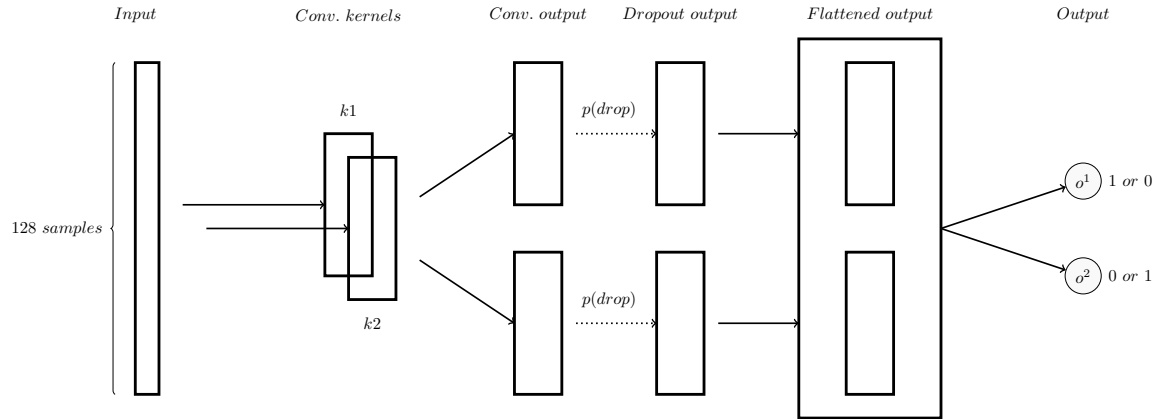 Input
Conv. kernels
Conv. output
Dropout output
Flattened output
Output
k1
p(drop)
128 samples
o¹ 1 or 0
o² 0 or 1
p(drop)
k2